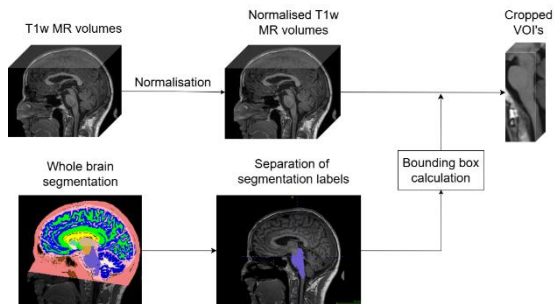 T1w MR volumes
Normalisation
Normalised T1w
MR volumes
Cropped
VOI's
Whole brain
segmentation
Separation of
segmentation labels
Bounding box
calculation